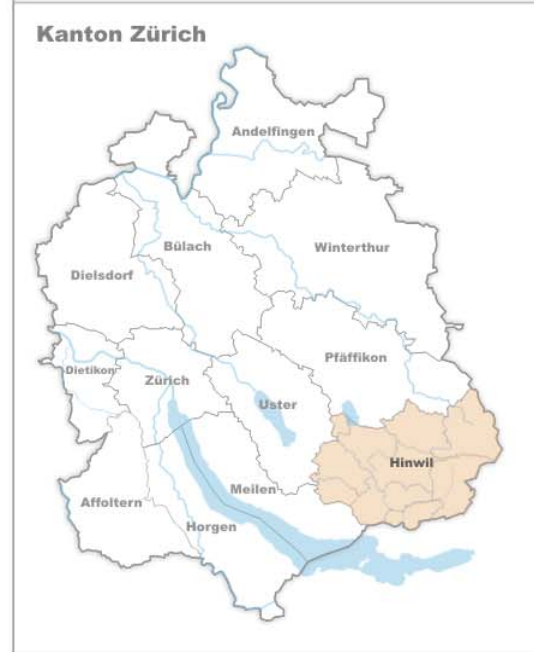 Kanton Zürich
Andelfingen
Bülach
Winterthur
Dielsdorf
Pfäffikon
Dietikon
Zürich
Uster
Hinwil
Meilen
Affoltern
Horgen